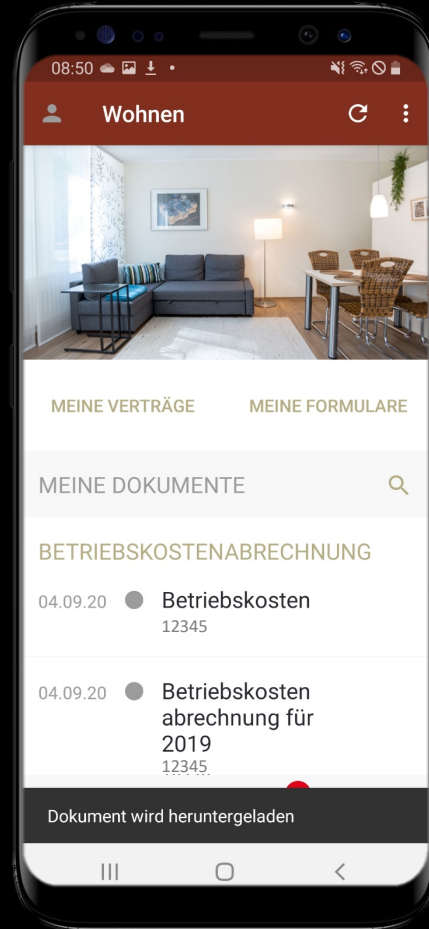 08:50
Wohnen
MEINE VERTRÄGE MEINE FORMULARE
MEINE DOKUMENTE
BETRIEBSKOSTENABRECHNUNG
04.09.20 Betriebskosten
12345
04.09.20 Betriebskosten
abrechnung für
2019
12345
Dokument wird heruntergeladen